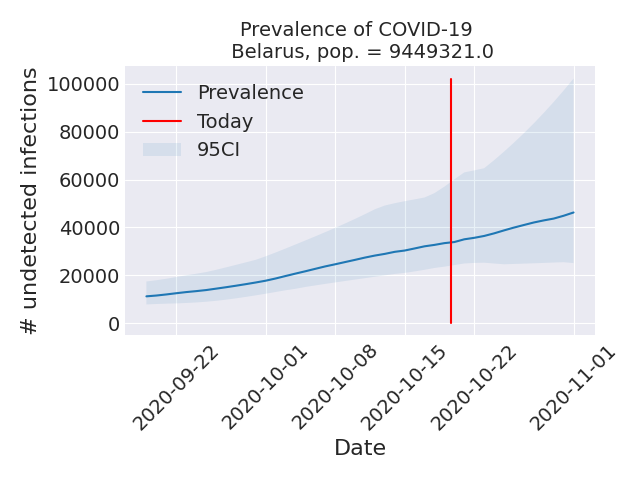 Prevalence of COVID-19
Belarus, pop. = 9449321.0
# undetected infections
100000
80000
60000
40000
20000
0
Prevalence
Today
95CI
2020-09-22
2020-10-01
2020-10-08
2020-10-15
2020-10-22
2020-11-01
Date